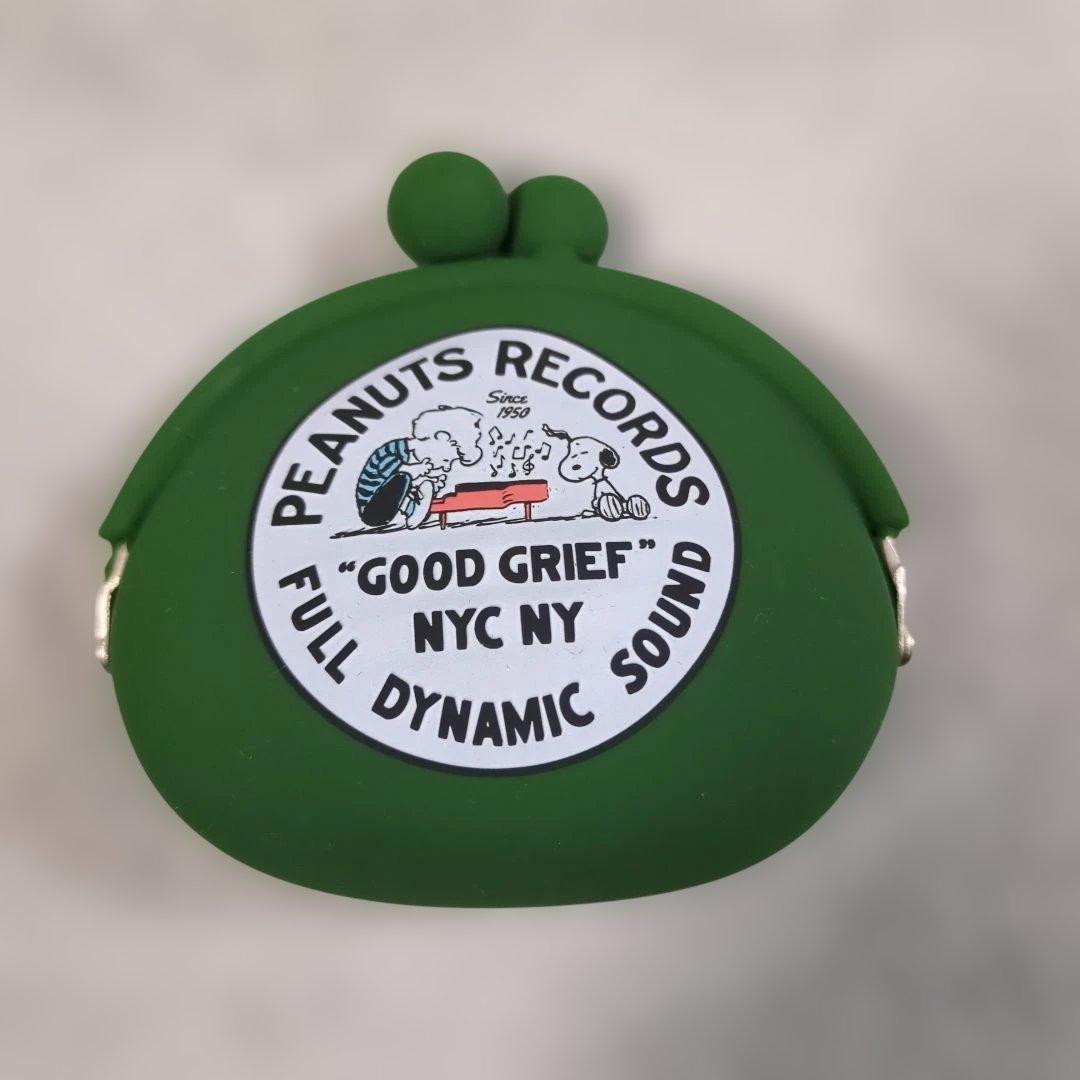 PEANUTS RECORDS
Since
1950
"GOOD GRIEF"
NYC NY
FULL DYNAMIC SOUND